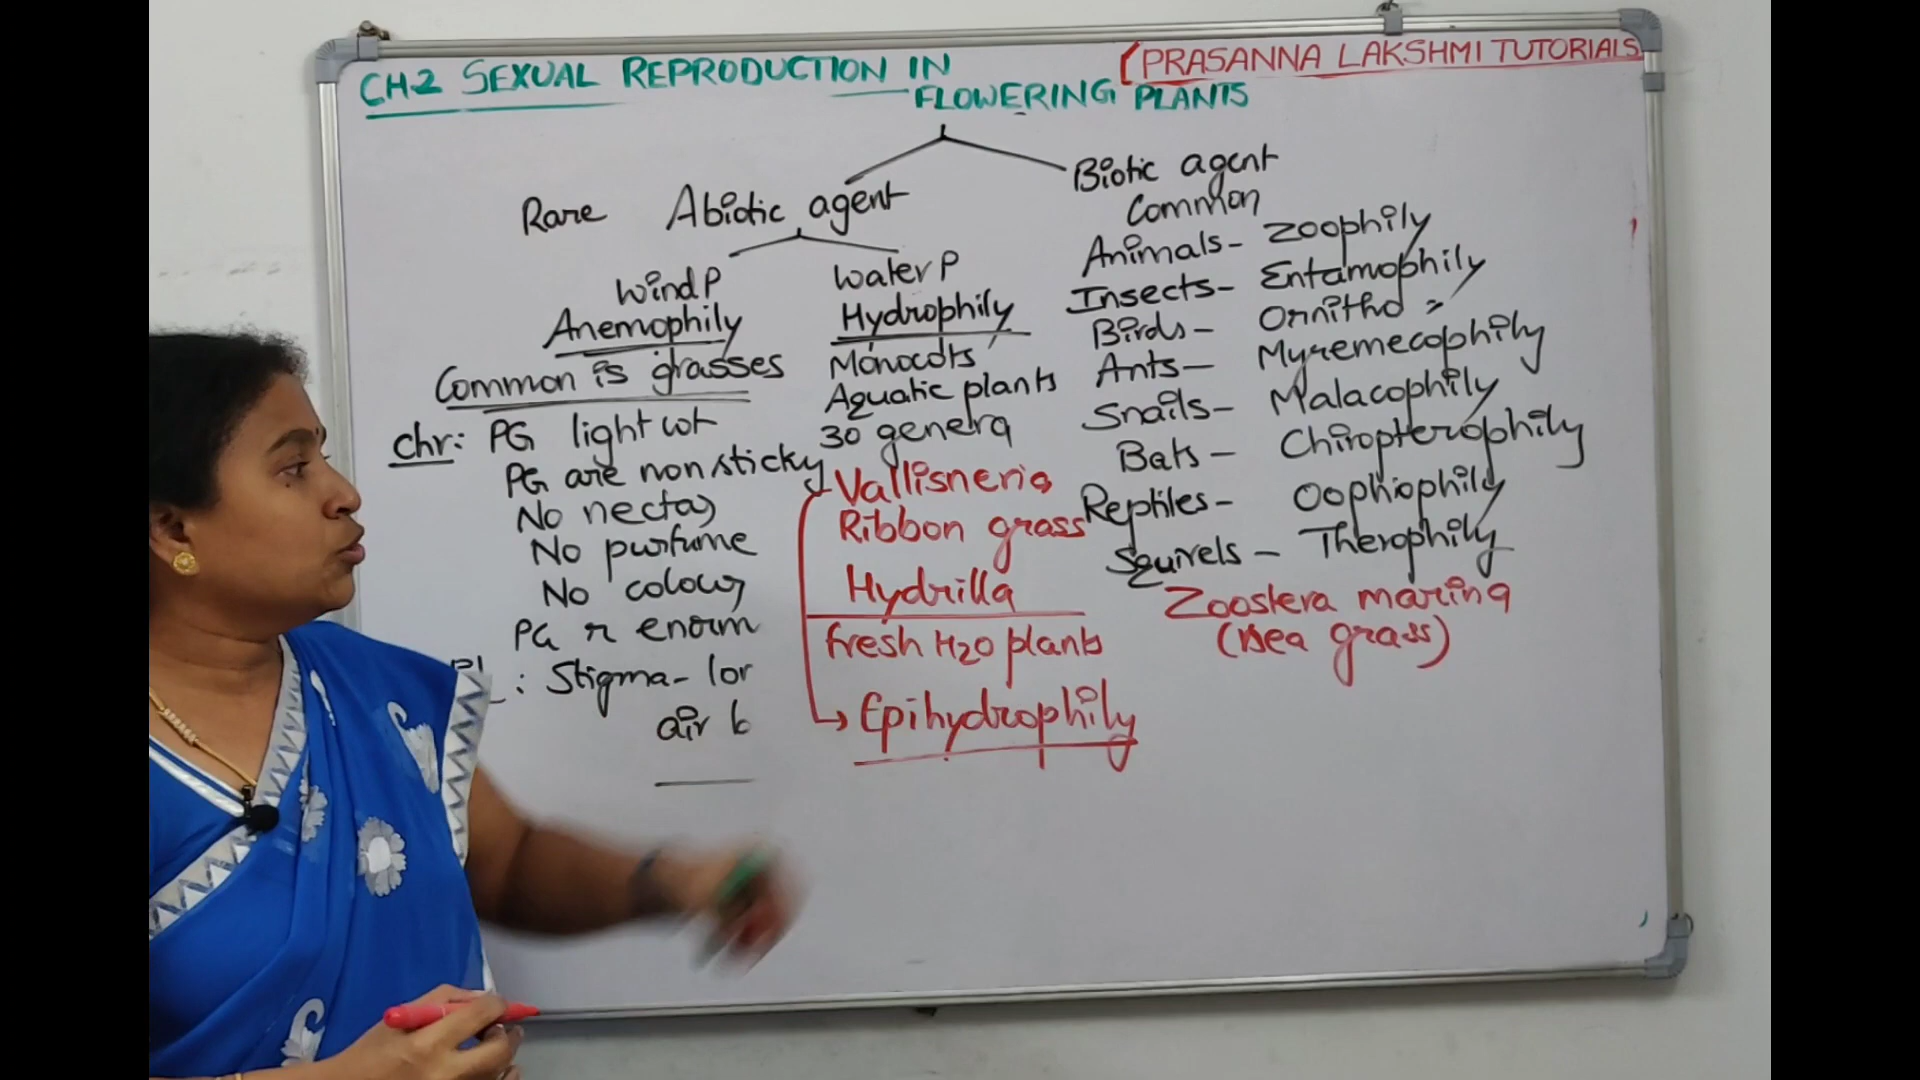 CH-2 SEXUAL REPRODUCTION IN
FLOWERING PLANTS
PRASANNA LAKSHMI TUTORIALS
Rare Abiotic agent
Wind P
Anemophily
Common is grasses
Chr: PG light wt
PG are non sticky
No nectar
No purfume
No colour
PG r enorm
: Stigma - lor
air b
Water P
Hydrophily
Monocots
Aquatic plants
30 genera
Vallisneria
Ribbon grass
Hydrilla
Fresh H2O plants
Epihydrophily
Biotic agent
Common
Animals - Zoophily
Insects - Entamophily
Birds - Ornitho "
Ants - Myremecophily
Snails - Malacophily
Bats - Chiropterophily
Reptiles - Oophiophily
Squirels - Therophily
Zoostera marina
(sea grass)